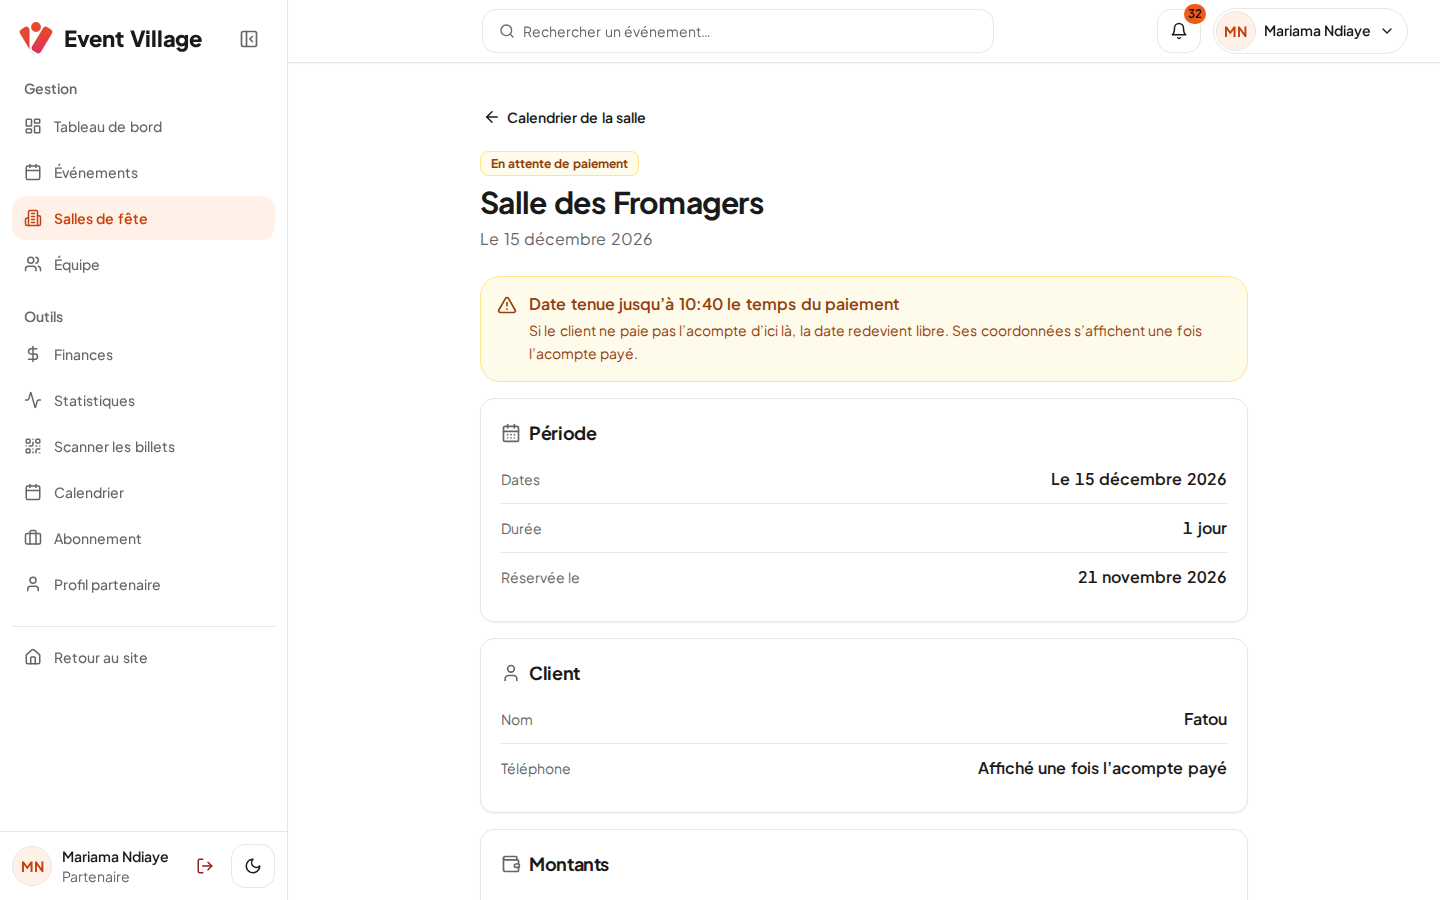 Event Village
Rechercher un événement…
32
MN
Mariama Ndiaye
Gestion
Tableau de bord
Événements
Salles de fête
Équipe
Outils
Finances
Statistiques
Scanner les billets
Calendrier
Abonnement
Profil partenaire
Retour au site
MN
Mariama Ndiaye
Partenaire
Calendrier de la salle
En attente de paiement
Salle des Fromagers
Le 15 décembre 2026
Date tenue jusqu’à 10:40 le temps du paiement
Si le client ne paie pas l’acompte d’ici là, la date redevient libre. Ses coordonnées s’affichent une fois
l’acompte payé.
Période
Dates
Le 15 décembre 2026
Durée
1 jour
Réservée le
21 novembre 2026
Client
Nom
Fatou
Téléphone
Affiché une fois l’acompte payé
Montants